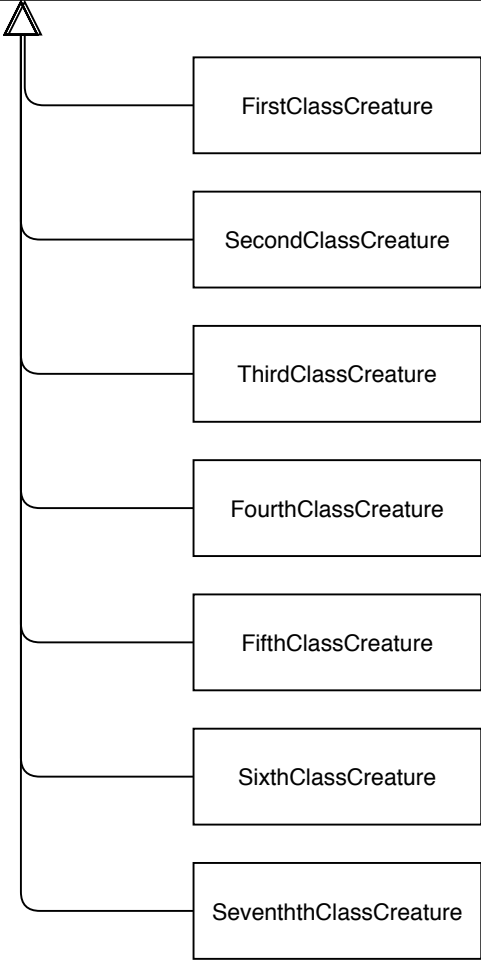 FirstClassCreature
SecondClassCreature
ThirdClassCreature
FourthClassCreature
FifthClassCreature
SixthClassCreature
SevenththClassCreature